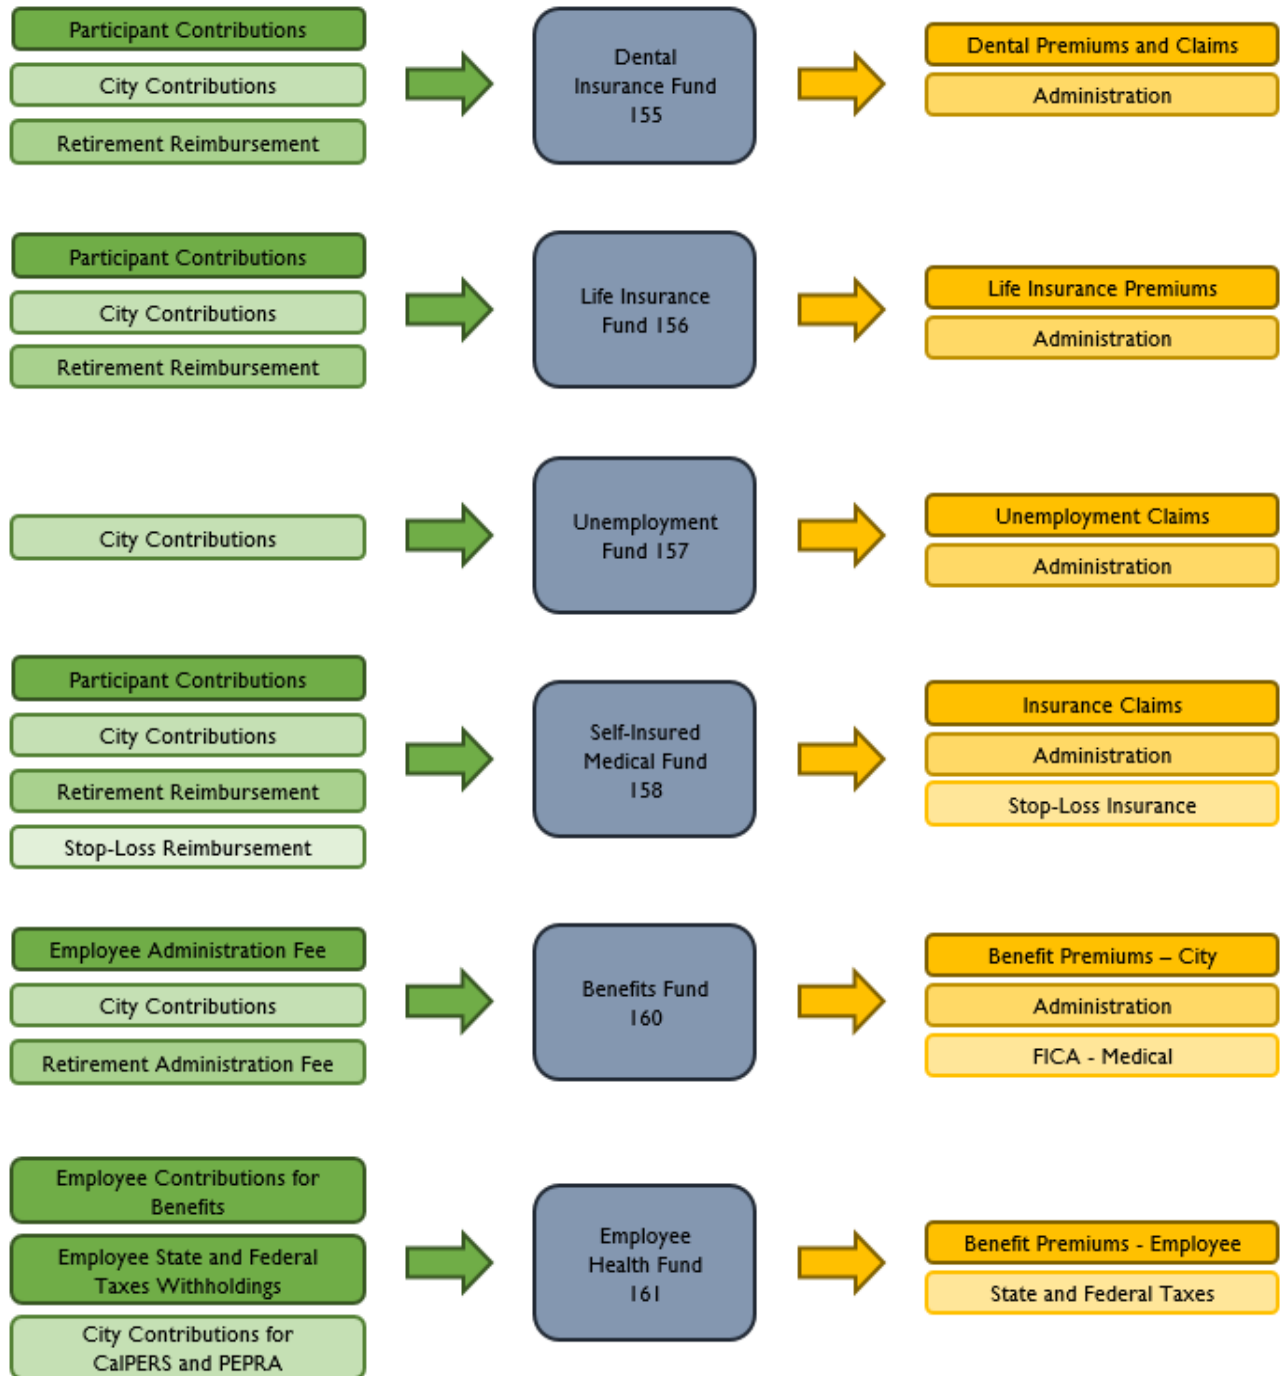 Participant Contributions
City Contributions
Retirement Reimbursement
Dental
Insurance Fund
155
Dental Premiums and Claims
Administration
Participant Contributions
City Contributions
Retirement Reimbursement
Life Insurance
Fund 156
Life Insurance Premiums
Administration
City Contributions
Unemployment
Fund 157
Unemployment Claims
Administration
Participant Contributions
City Contributions
Retirement Reimbursement
Stop-Loss Reimbursement
Self-Insured
Medical Fund
158
Insurance Claims
Administration
Stop-Loss Insurance
Employee Administration Fee
City Contributions
Retirement Administration Fee
Benefits Fund
160
Benefit Premiums – City
Administration
FICA - Medical
Employee Contributions for
Benefits
Employee State and Federal
Taxes Withholdings
City Contributions for
CalPERS and PEPRA
Employee
Health Fund
161
Benefit Premiums - Employee
State and Federal Taxes